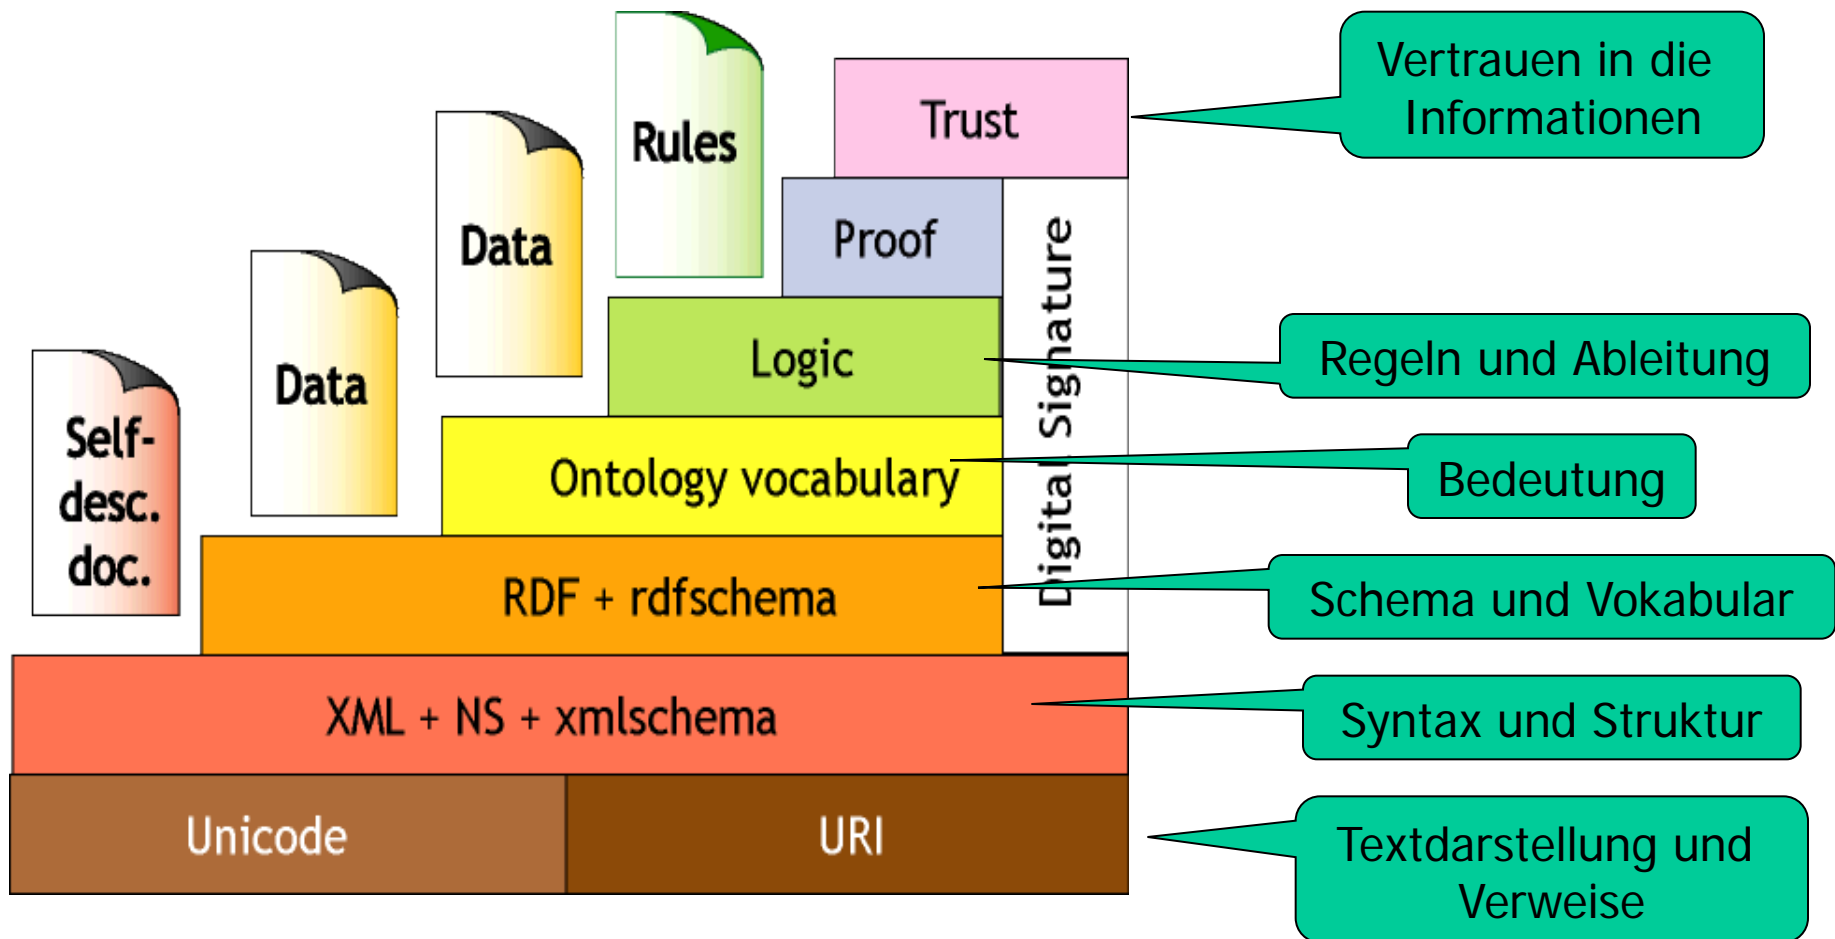 Vertrauen in die
Informationen
Trust
Rules
Proof
Data
Digital Signature
Logic
Regeln und Ableitung
Data
Self-
desc.
doc.
Ontology vocabulary
Bedeutung
RDF + rdfschema
Schema und Vokabular
XML + NS + xmlschema
Syntax und Struktur
Unicode
URI
Textdarstellung und
Verweise